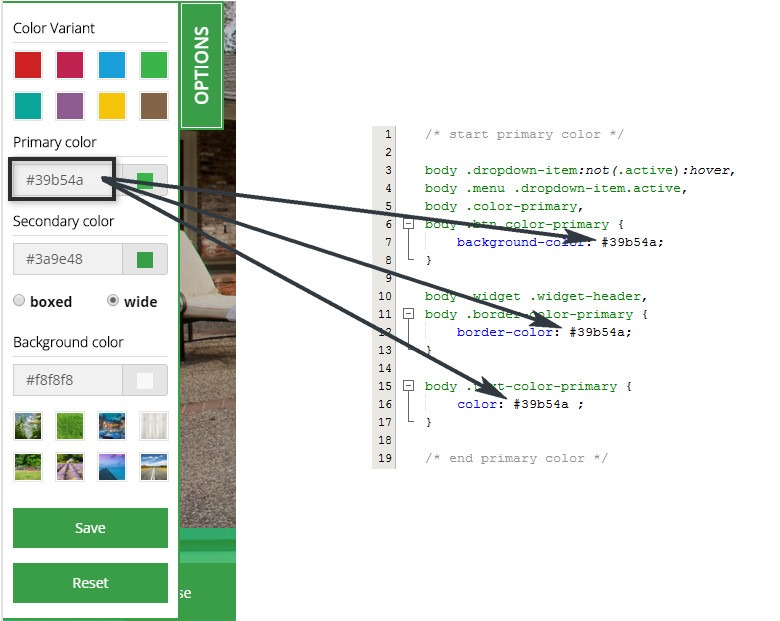 Color Variant
OPTIONS
Primary color
#39b54a
Secondary color
#3a9e48
boxed wide
Background color
#f8f8f8
Save
Reset
se
1 /* start primary color */
2
3 body .dropdown-item:not(.active):hover,
4 body .menu .dropdown-item.active,
5 body .color-primary,
6 body .btn color-primary {
7 background-color: #39b54a;
8 }
9
10 body .widget .widget-header,
11 body .border-color-primary {
12 border-color: #39b54a;
13 }
14
15 body .text-color-primary {
16 color: #39b54a ;
17 }
18
19 /* end primary color */